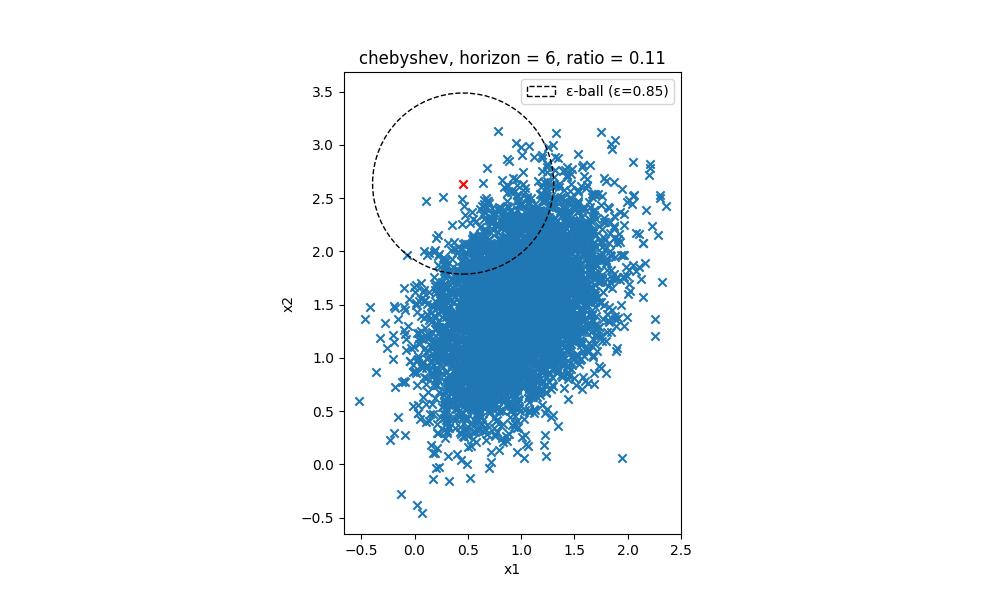 chebyshev, horizon = 6, ratio = 0.11
ε-ball (ε=0.85)
3.5
3.0
2.5
2.0
1.5
1.0
0.5
0.0
−0.5
x2
−0.5 0.0 0.5 1.0 1.5 2.0 2.5
x1